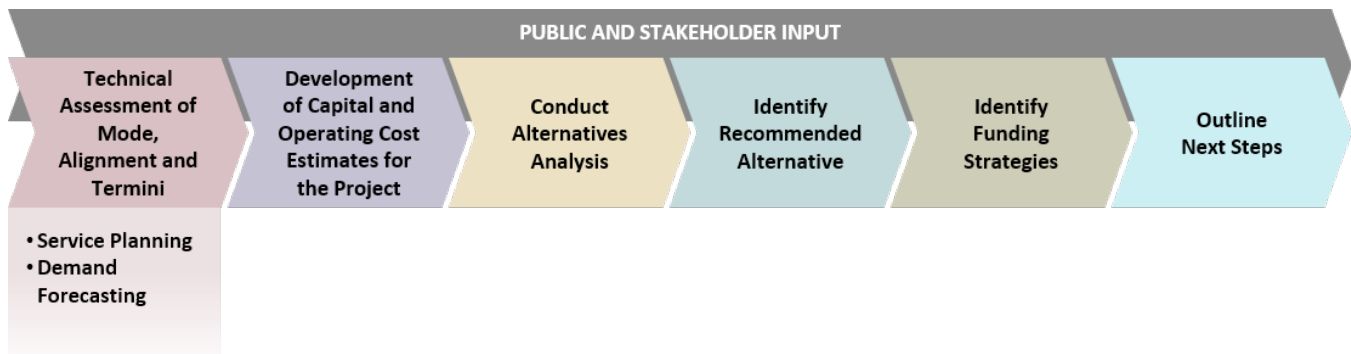 PUBLIC AND STAKEHOLDER INPUT
Technical
Assessment of
Mode,
Alignment and
Termini
Development
of Capital and
Operating Cost
Estimates for
the Project
Conduct
Alternatives
Analysis
Identify
Recommended
Alternative
Identify
Funding
Strategies
Outline
Next Steps
• Service Planning
• Demand
Forecasting